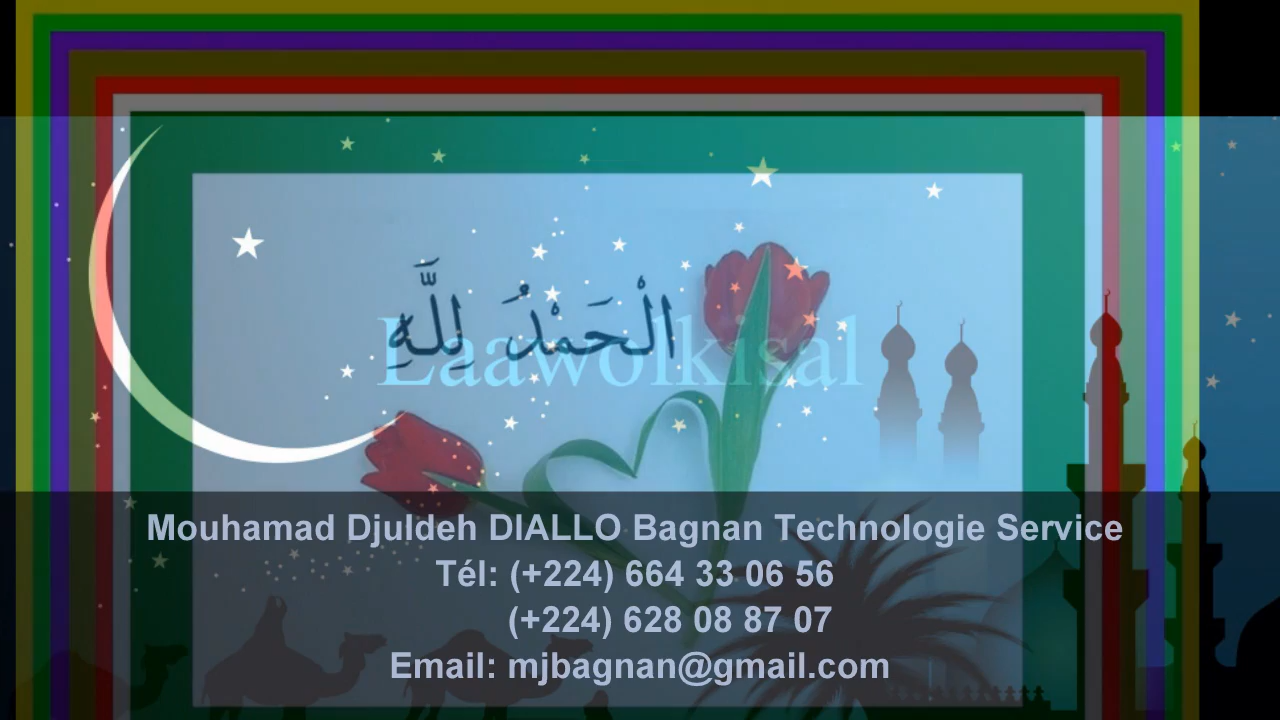 الْحَمْدُ لِلَّهِ
Laawolkisal
Mouhamad Djuldeh DIALLO Bagnan Technologie Service
Tél: (+224) 664 33 06 56
(+224) 628 08 87 07
Email: mjbagnan@gmail.com